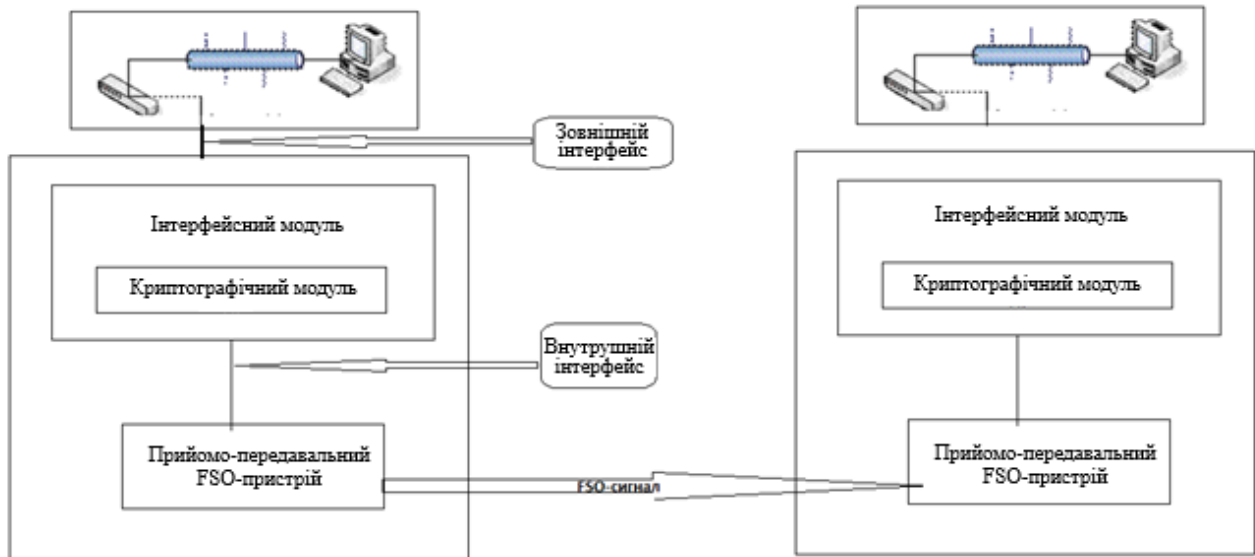 Зовнішній
інтерфейс
Інтерфейсний модуль
Криптографічний модуль
Внутрушній
інтерфейс
Прийомо-передавальний
FSO-пристрій
FSO-сигнал
Інтерфейсний модуль
Криптографічний модуль
Прийомо-передавальний
FSO-пристрій